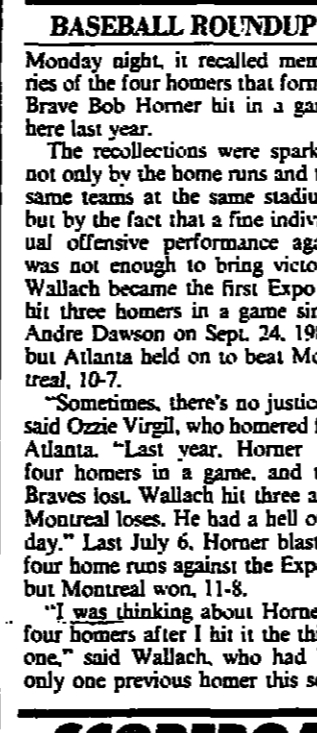 BASEBALL ROUNDUP
Monday night, it recalled mem
ries of the four homers that form
Brave Bob Horner hit in a gam
here last year.
The recollections were spark
not only by the home runs and t
same teams at the same stadiu
but by the fact that a fine indiv
ual offensive performance aga
was not enough to bring victo
Wallach became the first Expo
hit three homers in a game sin
Andre Dawson on Sept. 24, 198
but Atlanta held on to beat Mo
treal, 10-7.
"Sometimes, there's no justic
said Ozzie Virgil, who homered f
Atlanta. "Last year, Horner
four homers in a game, and t
Braves lost. Wallach hit three a
Montreal loses. He had a hell o
day." Last July 6, Horner blast
four home runs against the Exp
but Montreal won, 11-8.
"I was thinking about Horne
four homers after I hit it the thi
one," said Wallach, who had
only one previous homer this se